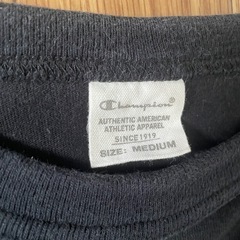 Champion
AUTHENTIC AMERICAN
ATHLETIC APPAREL
SINCE 1919
SIZE: MEDIUM